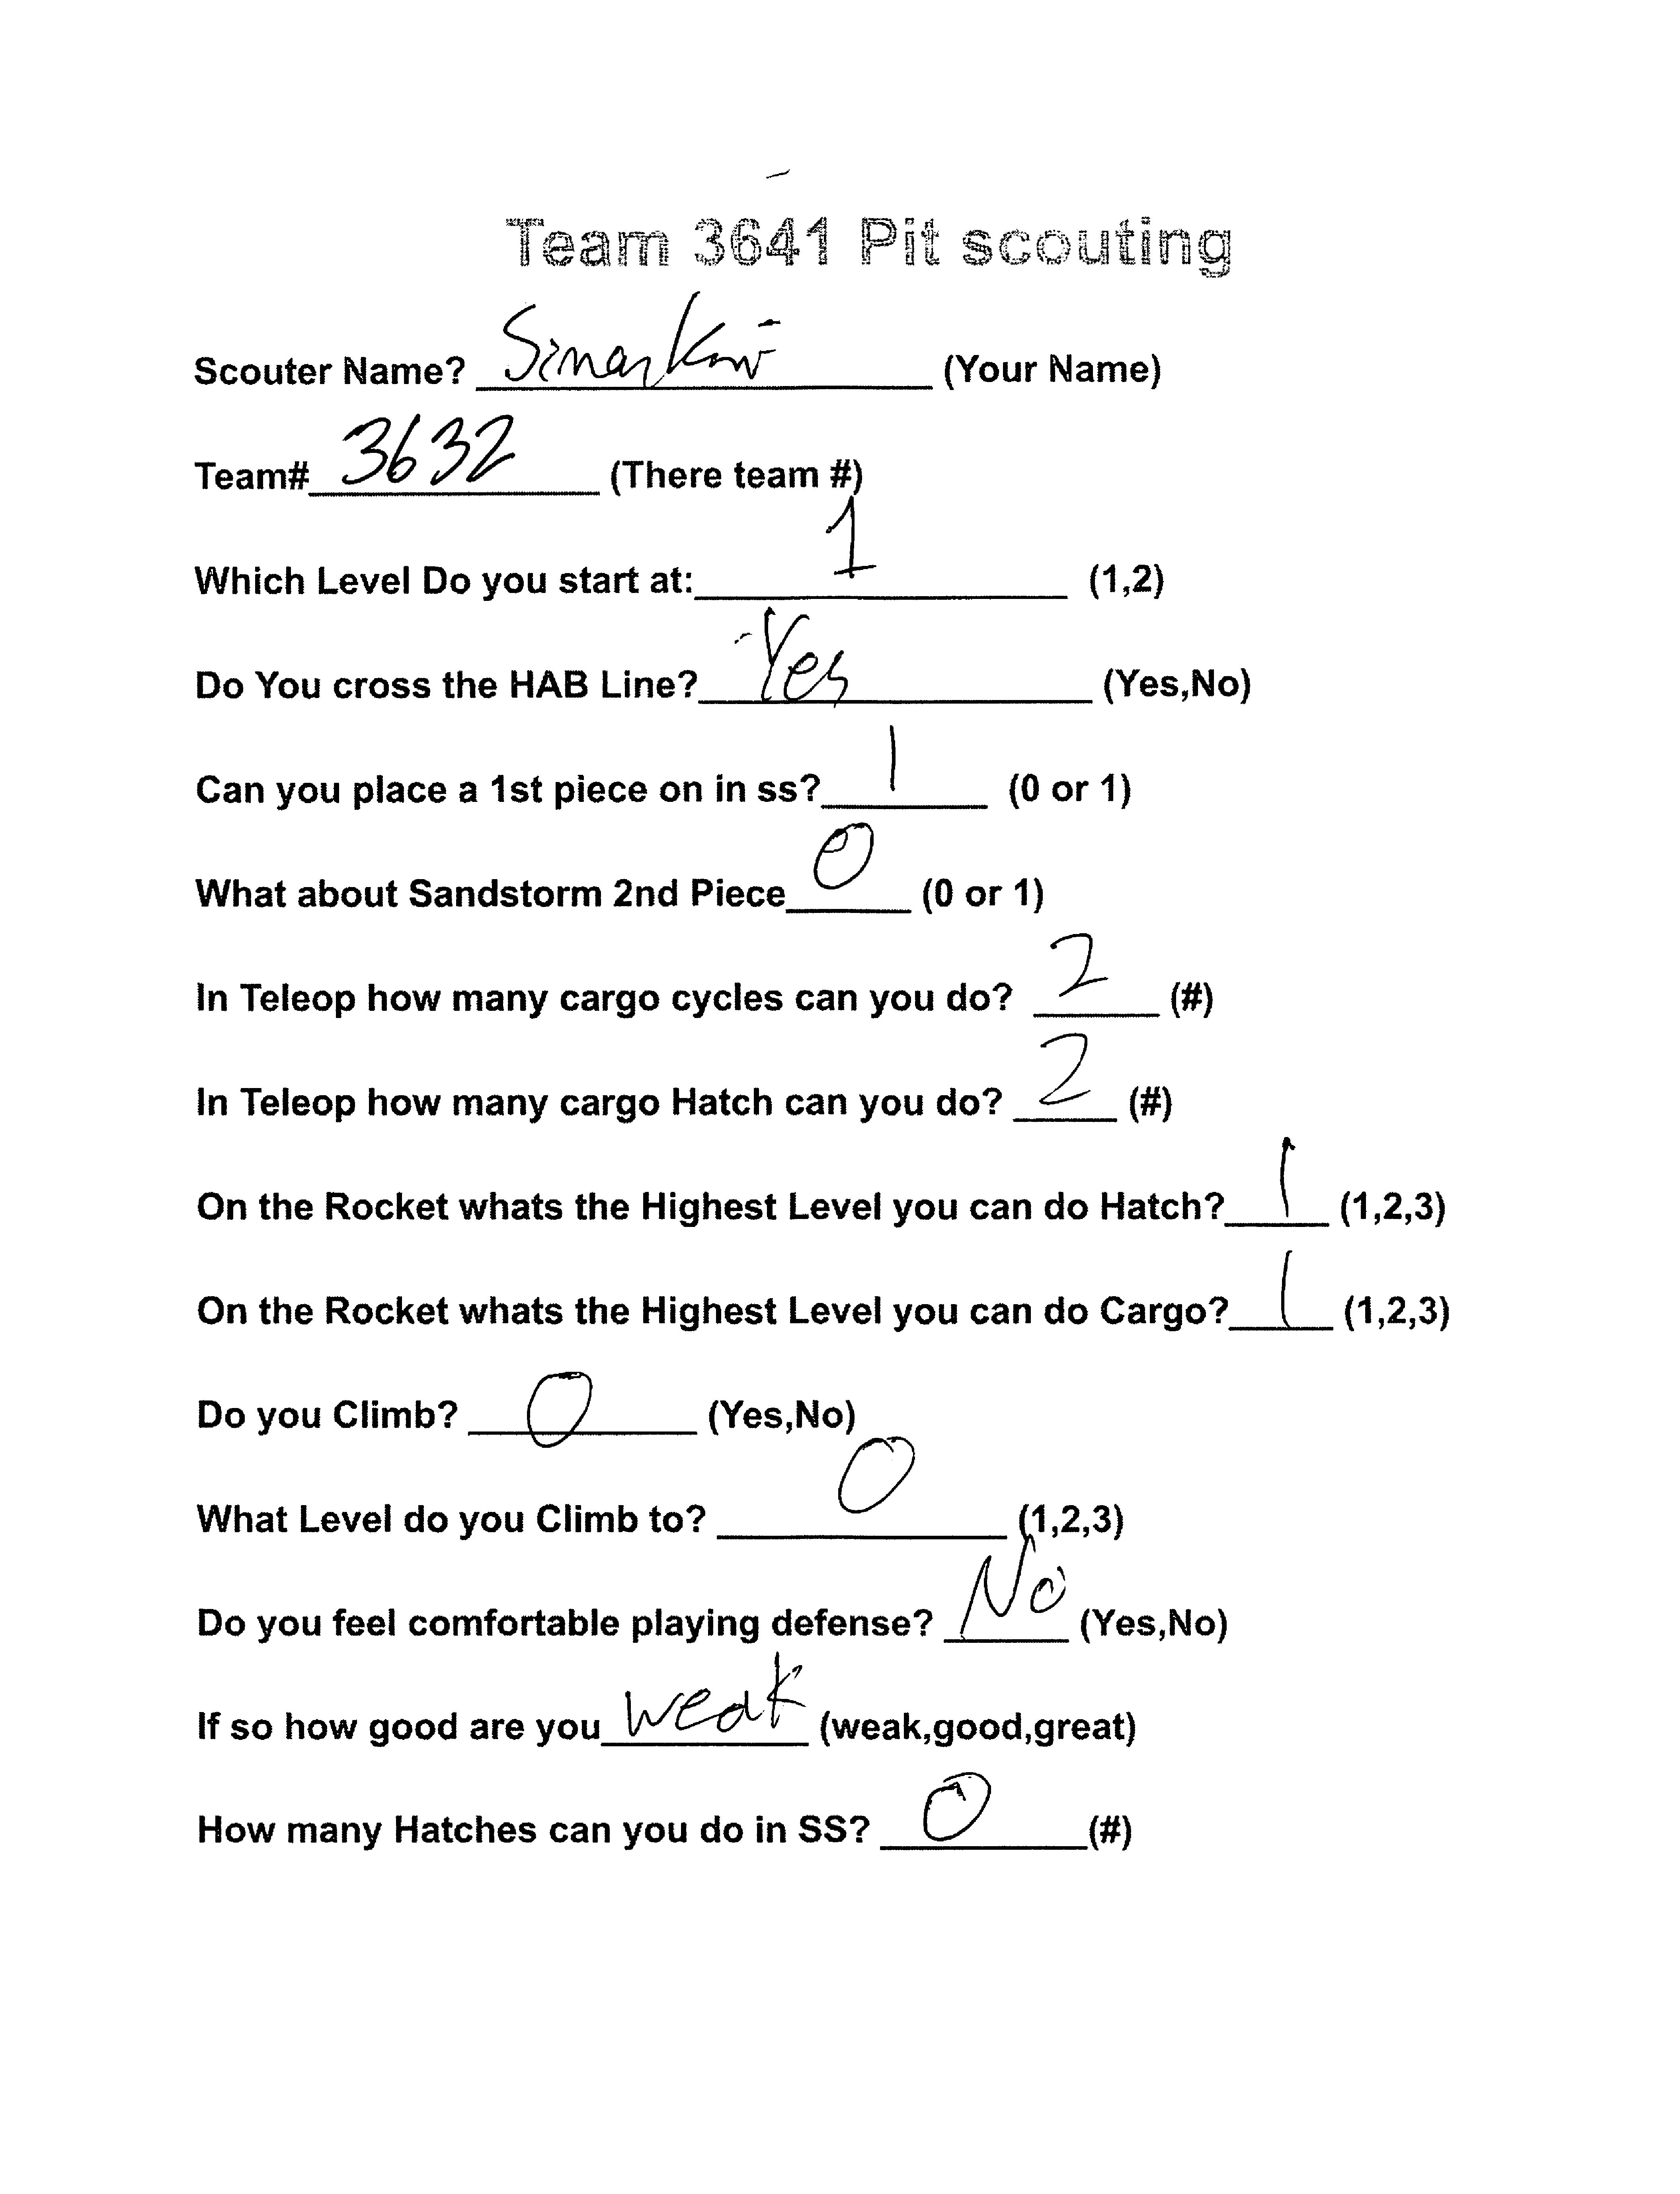 Team 3641 Pit scouting
Scouter Name? (Your Name)
Team# 3632 (There team #)
Which Level Do you start at: 1 (1,2)
Do You cross the HAB Line? Yes (Yes,No)
Can you place a 1st piece on in ss? 1 (0 or 1)
What about Sandstorm 2nd Piece 0 (0 or 1)
In Teleop how many cargo cycles can you do? 2 (#)
In Teleop how many cargo Hatch can you do? 2 (#)
On the Rocket whats the Highest Level you can do Hatch? 1 (1,2,3)
On the Rocket whats the Highest Level you can do Cargo? 1 (1,2,3)
Do you Climb? 0 (Yes,No)
What Level do you Climb to? 0 (1,2,3)
Do you feel comfortable playing defense? No (Yes,No)
If so how good are you weak (weak,good,great)
How many Hatches can you do in SS? 0 (#)